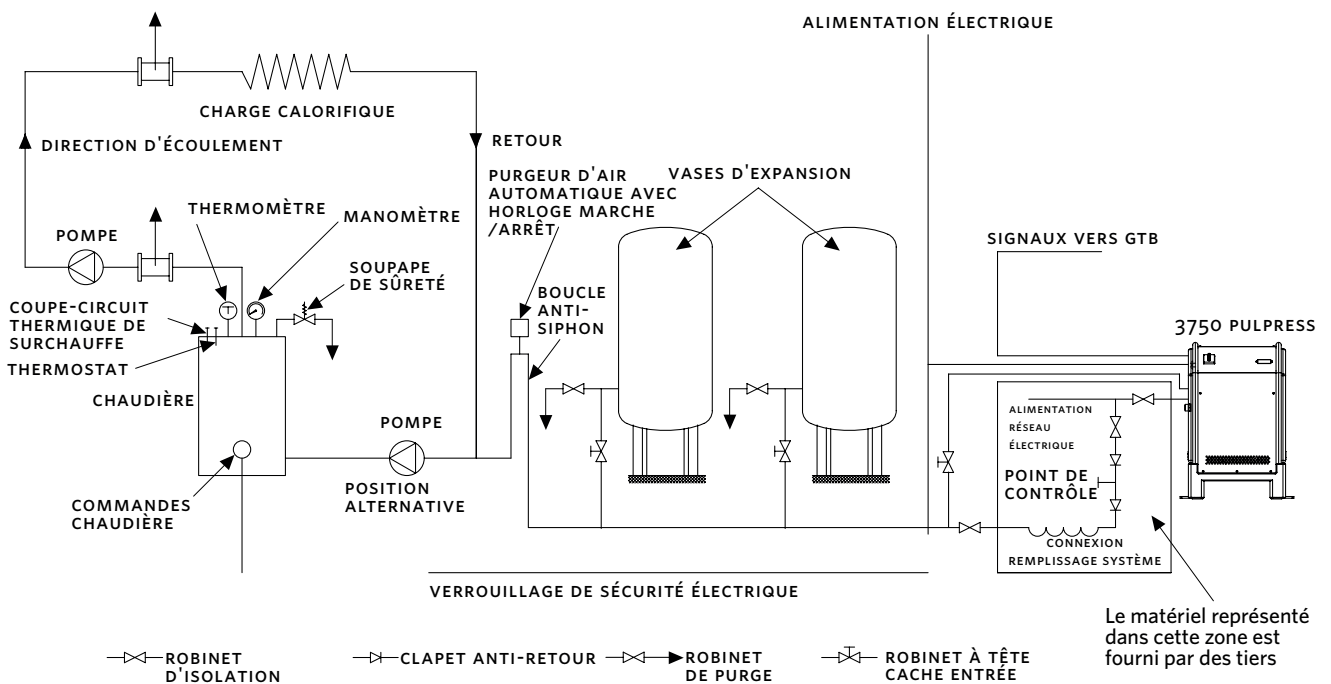 ALIMENTATION ÉLECTRIQUE
CHARGE CALORIFIQUE
DIRECTION D'ÉCOULEMENT
RETOUR
PURGEUR D'AIR
AUTOMATIQUE AVEC
HORLOGE MARCHE
/ARRÊT
VASES D'EXPANSION
THERMOMÈTRE
MANOMÈTRE
POMPE
SOUPAPE
DE SÛRETÉ
SIGNAUX VERS GTB
COUPE-CIRCUIT
THERMIQUE DE
SURCHAUFFE
BOUCLE
ANTI-
SIPHON
3750 PULPRESS
T
THERMOSTAT
CHAUDIÈRE
ALIMENTATION
RÉSEAU
ÉLECTRIQUE
POMPE
POINT DE
CONTRÔLE
POSITION
ALTERNATIVE
COMMANDES
CHAUDIÈRE
CONNEXION
REMPLISSAGE SYSTÈME
VERROUILLAGE DE SÉCURITÉ ÉLECTRIQUE
Le matériel représenté
dans cette zone est
fourni par des tiers
ROBINET
D'ISOLATION
CLAPET ANTI-RETOUR
ROBINET
DE PURGE
ROBINET À TÊTE
CACHE ENTRÉE